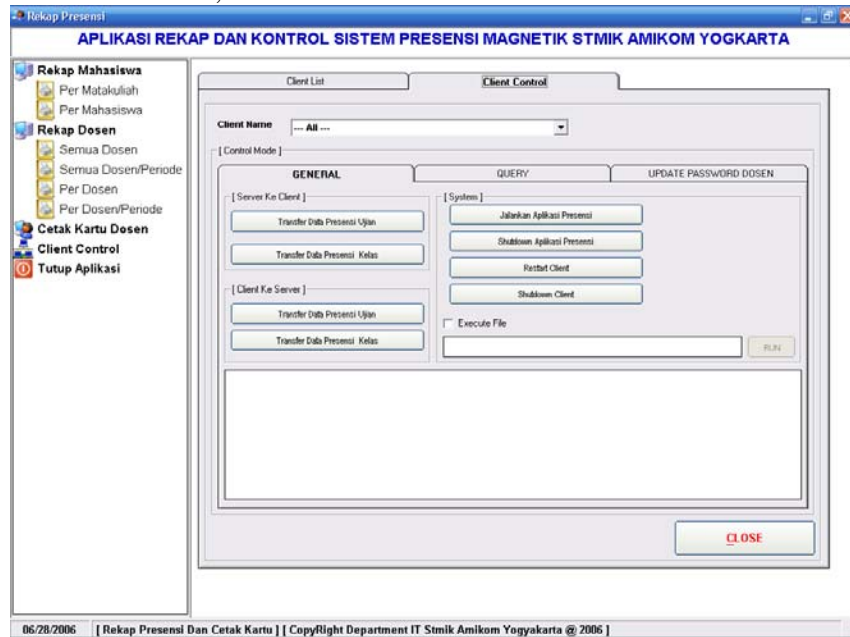 Rekap Presensi
APLIKASI REKAP DAN KONTROL SISTEM PRESENSI MAGNETIK STMIK AMIKOM YOGKARTA
Rekap Mahasiswa
Per Matakuliah
Per Mahasiswa
Rekap Dosen
Semua Dosen
Semua Dosen/Periode
Per Dosen
Per Dosen/Periode
Cetak Kartu Dosen
Client Control
Tutup Aplikasi
Client List
Client Control
Client Name
--- All ---
[ Control Mode ]
GENERAL
QUERY
UPDATE PASSWORD DOSEN
[ Server Ke Client ]
Transfer Data Presensi Ujian
Transfer Data Presensi Kelas
[ Client Ke Server ]
Transfer Data Presensi Ujian
Transfer Data Presensi Kelas
[ System ]
Jalankan Aplikasi Presensi
Shutdown Aplikasi Presensi
Restart Client
Shutdown Client
Execute File
RUN
CLOSE
06/28/2006 [ Rekap Presensi Dan Cetak Kartu ] [ CopyRight Department IT Stmik Amikom Yogyakarta @ 2006 ]